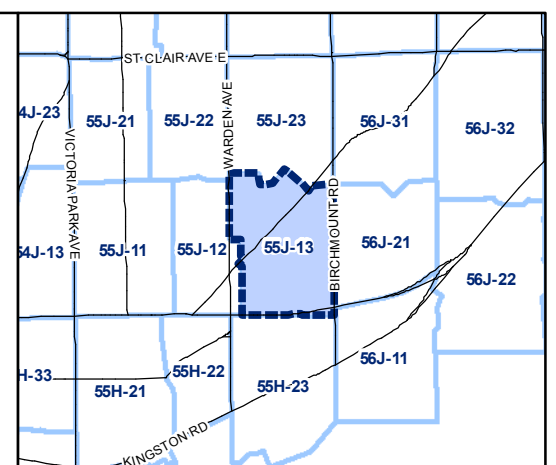 ST CLAIR AVE E
4J-23
55J-21
55J-22
WARDEN AVE
55J-23
56J-31
56J-32
VICTORIA PARK AVE
54J-13
55J-11
55J-12
55J-13
BIRCHMOUNT RD
56J-21
56J-22
H-33
55H-21
55H-22
55H-23
56J-11
KINGSTON RD